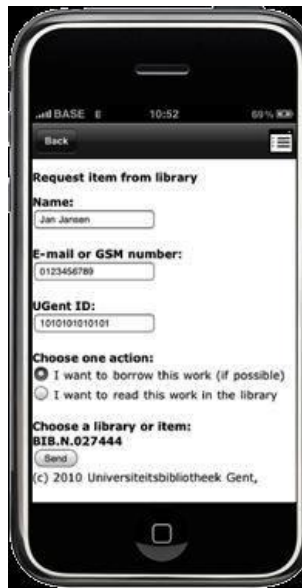 BASE E 10:52 69%
Back
Request item from library
Name:
Jan Jansen
E-mail or GSM number:
0123456789
UGent ID:
1010101010101
Choose one action:
I want to borrow this work (if possible)
I want to read this work in the library
Choose a library or item:
BIB.N.027444
Send
(c) 2010 Universiteitsbibliotheek Gent,